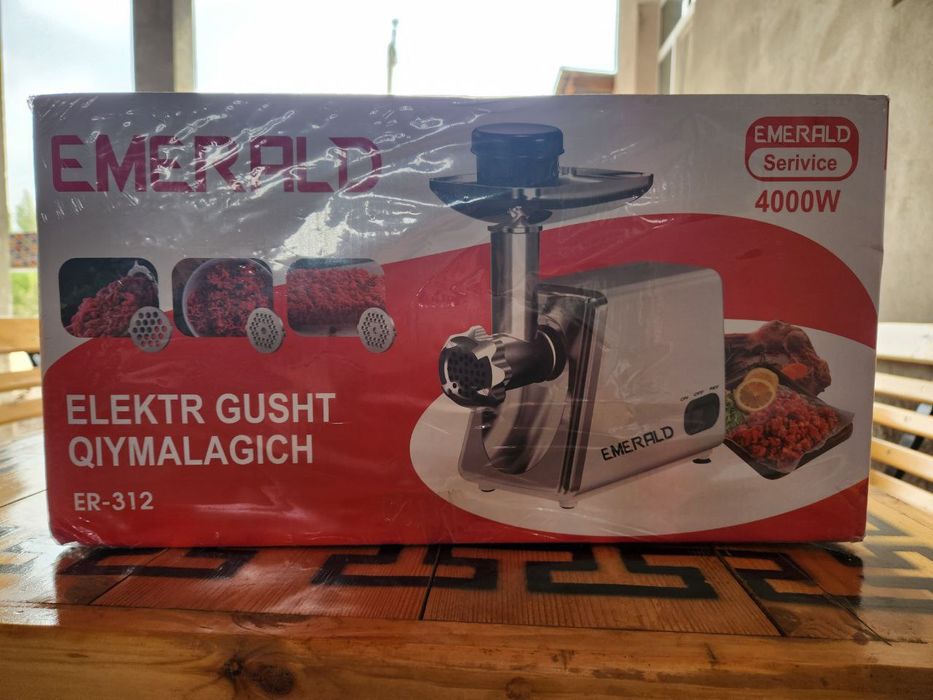 EMERALD
EMERALD
Serivice
4000W
ELEKTR GUSHT
QIYMALAGICH
ER-312
EMERALD